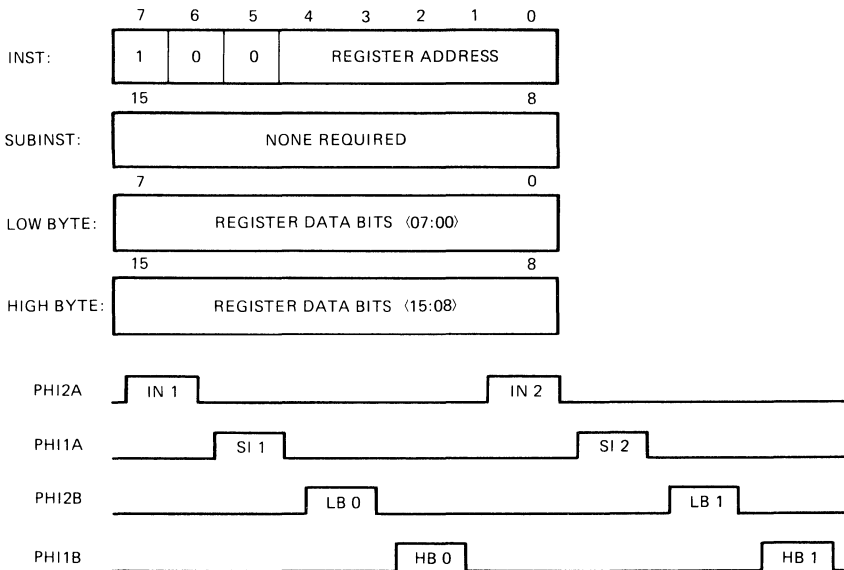 7 6 5 4 3 2 1 0
INST: 1 0 0 REGISTER ADDRESS
15 8
SUBINST: NONE REQUIRED
7 0
LOW BYTE: REGISTER DATA BITS 〈07:00〉
15 8
HIGH BYTE: REGISTER DATA BITS 〈15:08〉
PHI2A IN 1 IN 2
PHI1A SI 1 SI 2
PHI2B LB 0 LB 1
PHI1B HB 0 HB 1